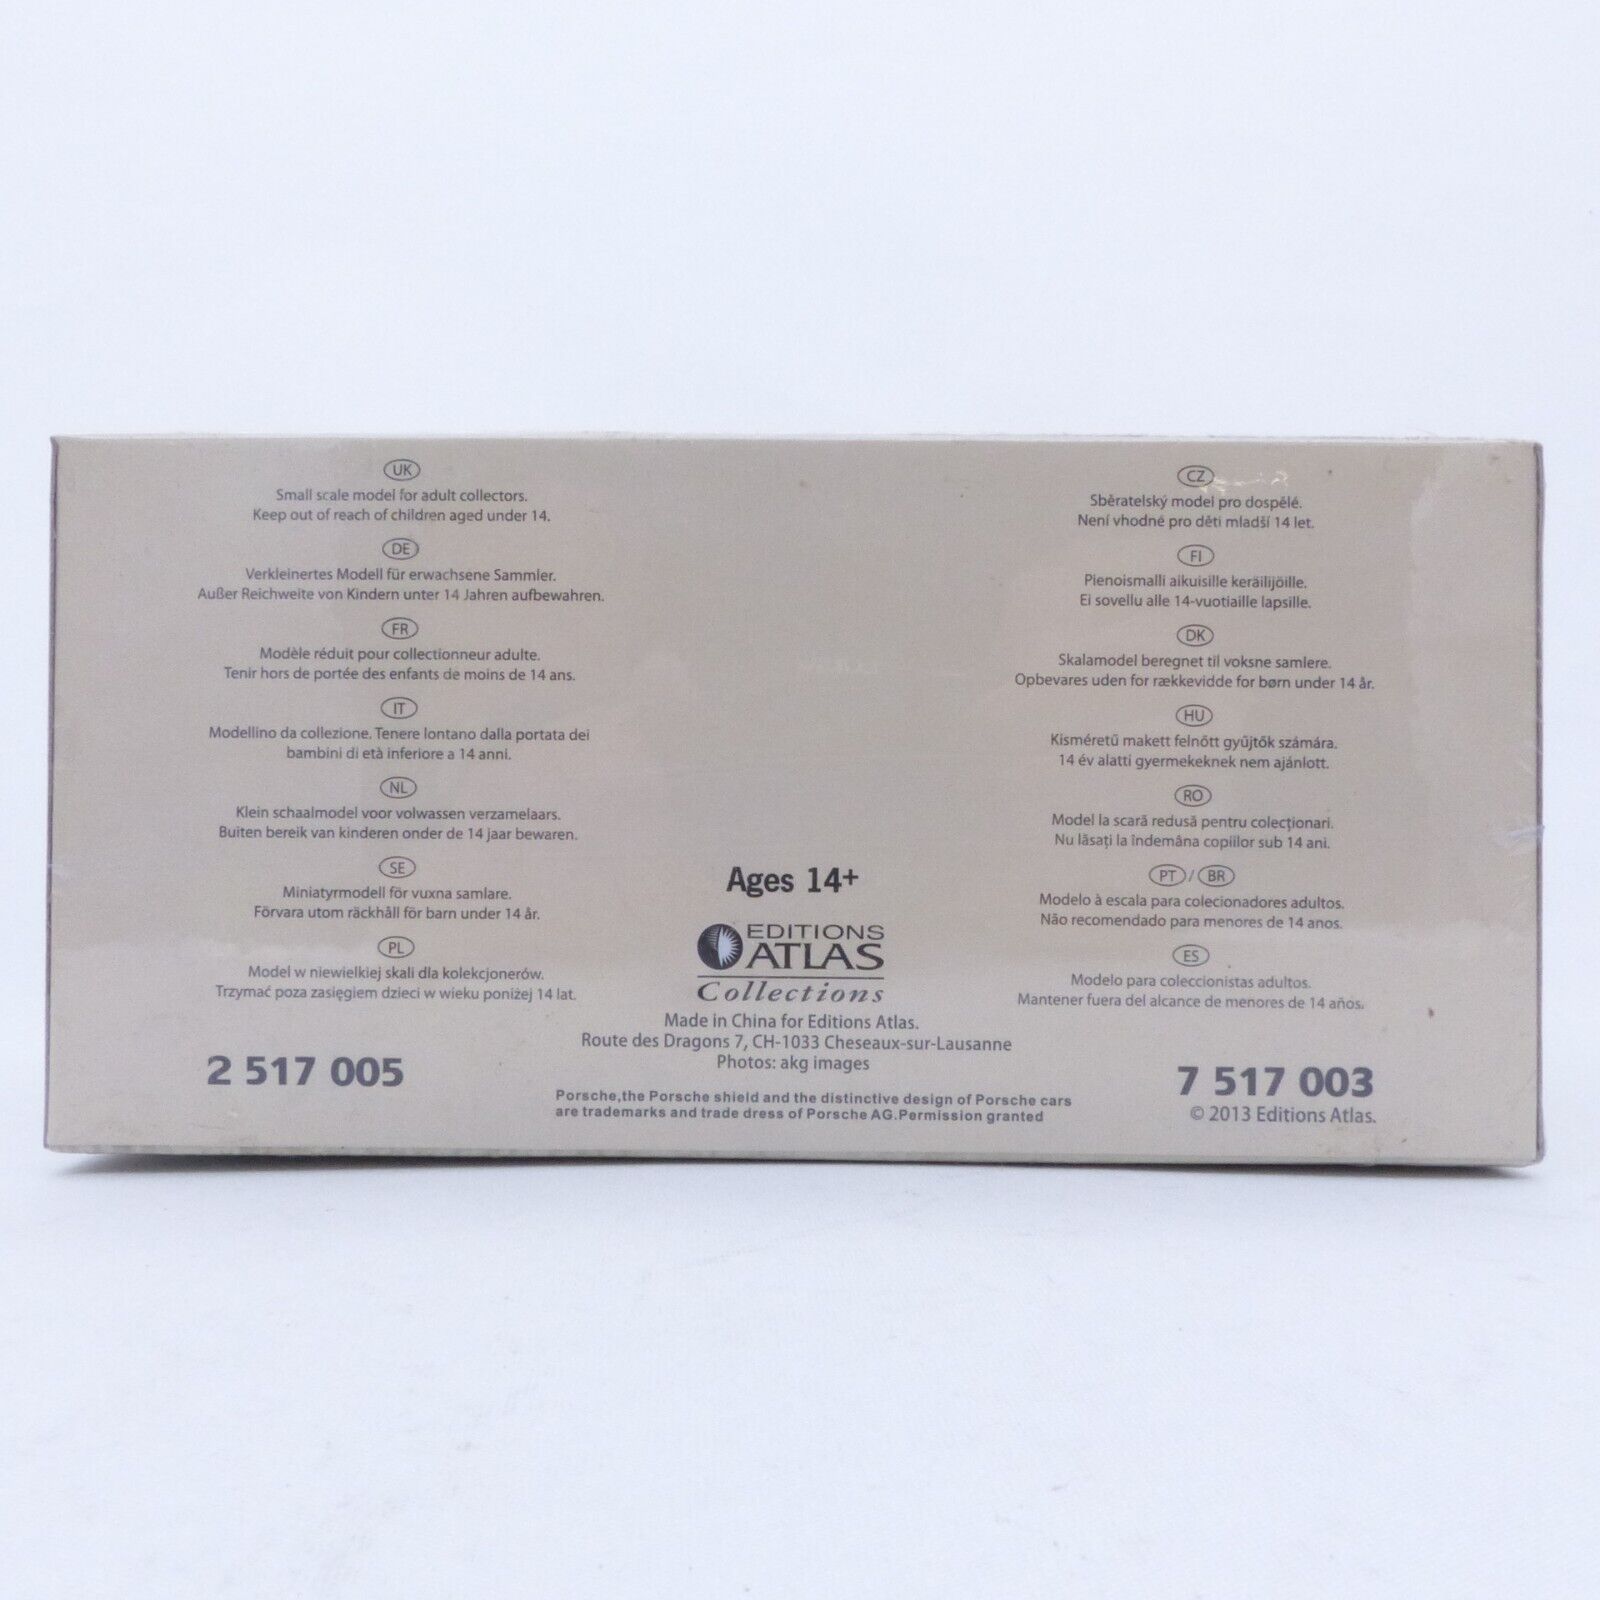 UK
Small scale model for adult collectors.
Keep out of reach of children aged under 14.
DE
Verkleinertes Modell für erwachsene Sammler.
Außer Reichweite von Kindern unter 14 Jahren aufbewahren.
FR
Modèle réduit pour collectionneur adulte.
Tenir hors de portée des enfants de moins de 14 ans.
IT
Modellino da collezione. Tenere lontano dalla portata dei
bambini di età inferiore a 14 anni.
NL
Klein schaalmodel voor volwassen verzamelaars.
Buiten bereik van kinderen onder de 14 jaar bewaren.
SE
Miniatyrmodell för vuxna samlare.
Förvara utom räckhåll för barn under 14 år.
PL
Model w niewielkiej skali dla kolekcjonerów.
Trzymać poza zasięgiem dzieci w wieku poniżej 14 lat.
2 517 005
Ages 14+
EDITIONS
ATLAS
Collections
Made in China for Editions Atlas.
Route des Dragons 7, CH-1033 Cheseaux-sur-Lausanne
Photos: akg images
Porsche,the Porsche shield and the distinctive design of Porsche cars
are trademarks and trade dress of Porsche AG.Permission granted
CZ
Sběratelský model pro dospělé.
Není vhodné pro děti mladší 14 let.
FI
Pienoismalli aikuisille keräilijöille.
Ei sovellu alle 14-vuotiaille lapsille.
DK
Skalamodel beregnet til voksne samlere.
Opbevares uden for rækkevidde for børn under 14 år.
HU
Kisméretű makett felnőtt gyűjtők számára.
14 év alatti gyermekeknek nem ajánlott.
RO
Model la scară redusă pentru colecționari.
Nu lăsați la îndemâna copiilor sub 14 ani.
PT / BR
Modelo à escala para colecionadores adultos.
Não recomendado para menores de 14 anos.
ES
Modelo para coleccionistas adultos.
Mantener fuera del alcance de menores de 14 años.
7 517 003
© 2013 Editions Atlas.